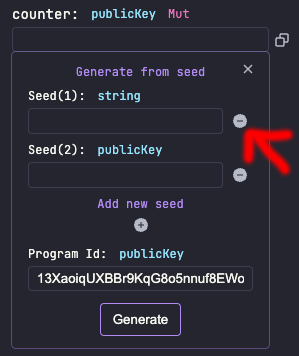 counter: publicKey Mut
Generate from seed
Seed(1): string
Seed(2): publicKey
Add new seed
Program Id: publicKey
13XaoiqUXBBr9KqG8o5nnuf8EWo
Generate